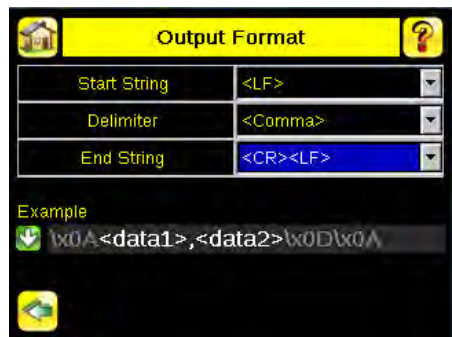 Output Format
Start String <LF>
Delimiter <Comma>
End String <CR><LF>
Example
\x0A<data1>,<data2>\x0D\x0A